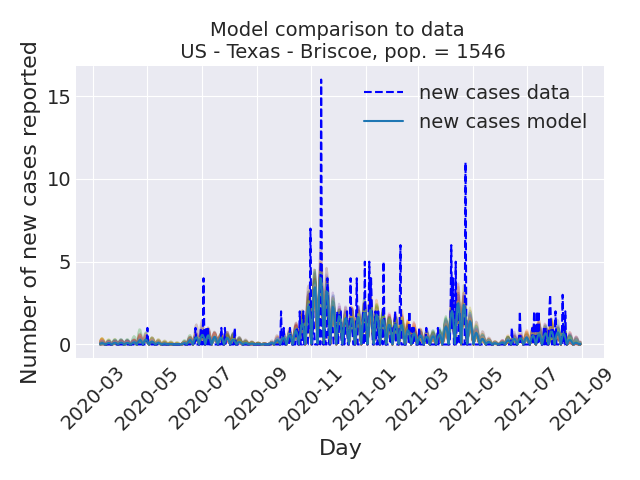 Model comparison to data
US - Texas - Briscoe, pop. = 1546
Number of new cases reported
15
10
5
0
new cases data
new cases model
2020-03
2020-05
2020-07
2020-09
2020-11
2021-01
2021-03
2021-05
2021-07
2021-09
Day